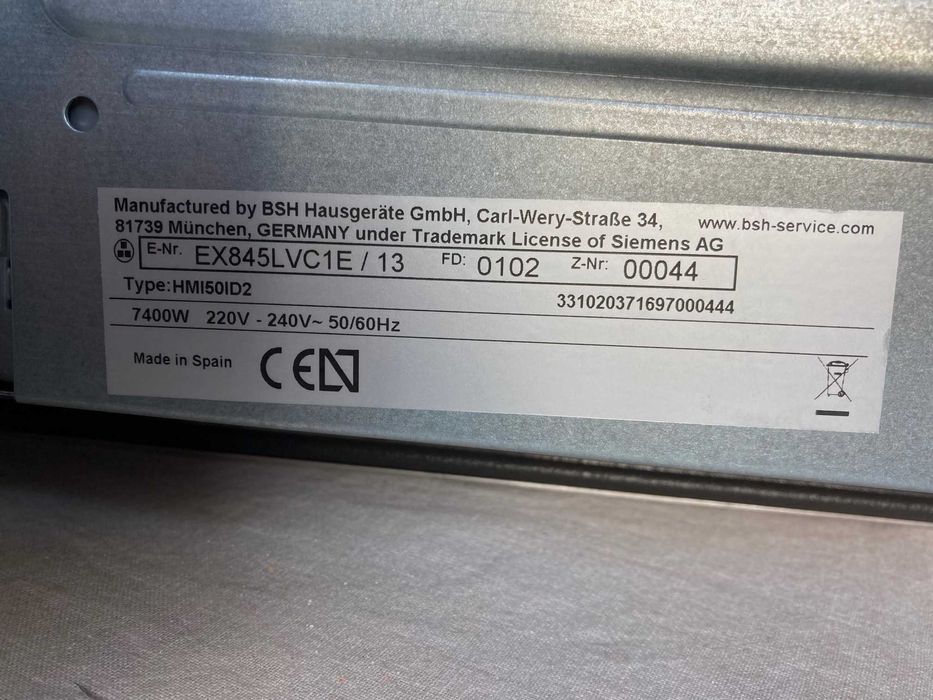 Manufactured by BSH Hausgeräte GmbH, Carl-Wery-Straße 34,
www.bsh-service.com
81739 München, GERMANY under Trademark License of Siemens AG
E-Nr. EX845LVC1E / 13 FD: 0102 Z-Nr: 00044
Type:HMI50ID2
331020371697000444
7400W 220V - 240V~ 50/60Hz
Made in Spain CE N